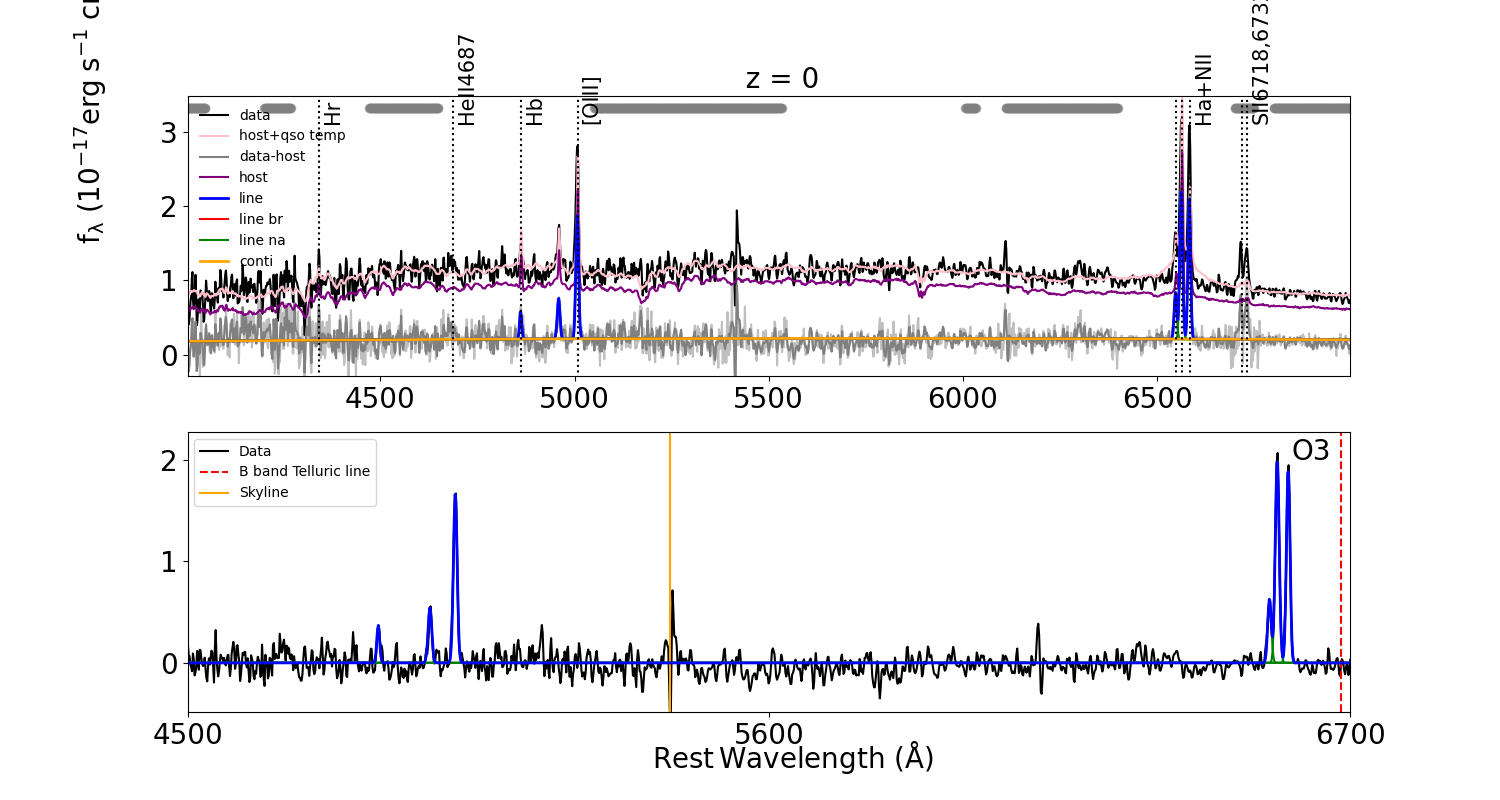 z = 0
Hr
HeII4687
Hb
[OIII]
Ha+NII
SII6718,673
fλ (10−17erg s−1 c
data
host+qso temp
data-host
host
line
line br
line na
conti
3
2
1
0
4500 5000 5500 6000 6500
Data
B band Telluric line
Skyline
O3
2
1
0
4500 5600 6700
Rest Wavelength (Å)